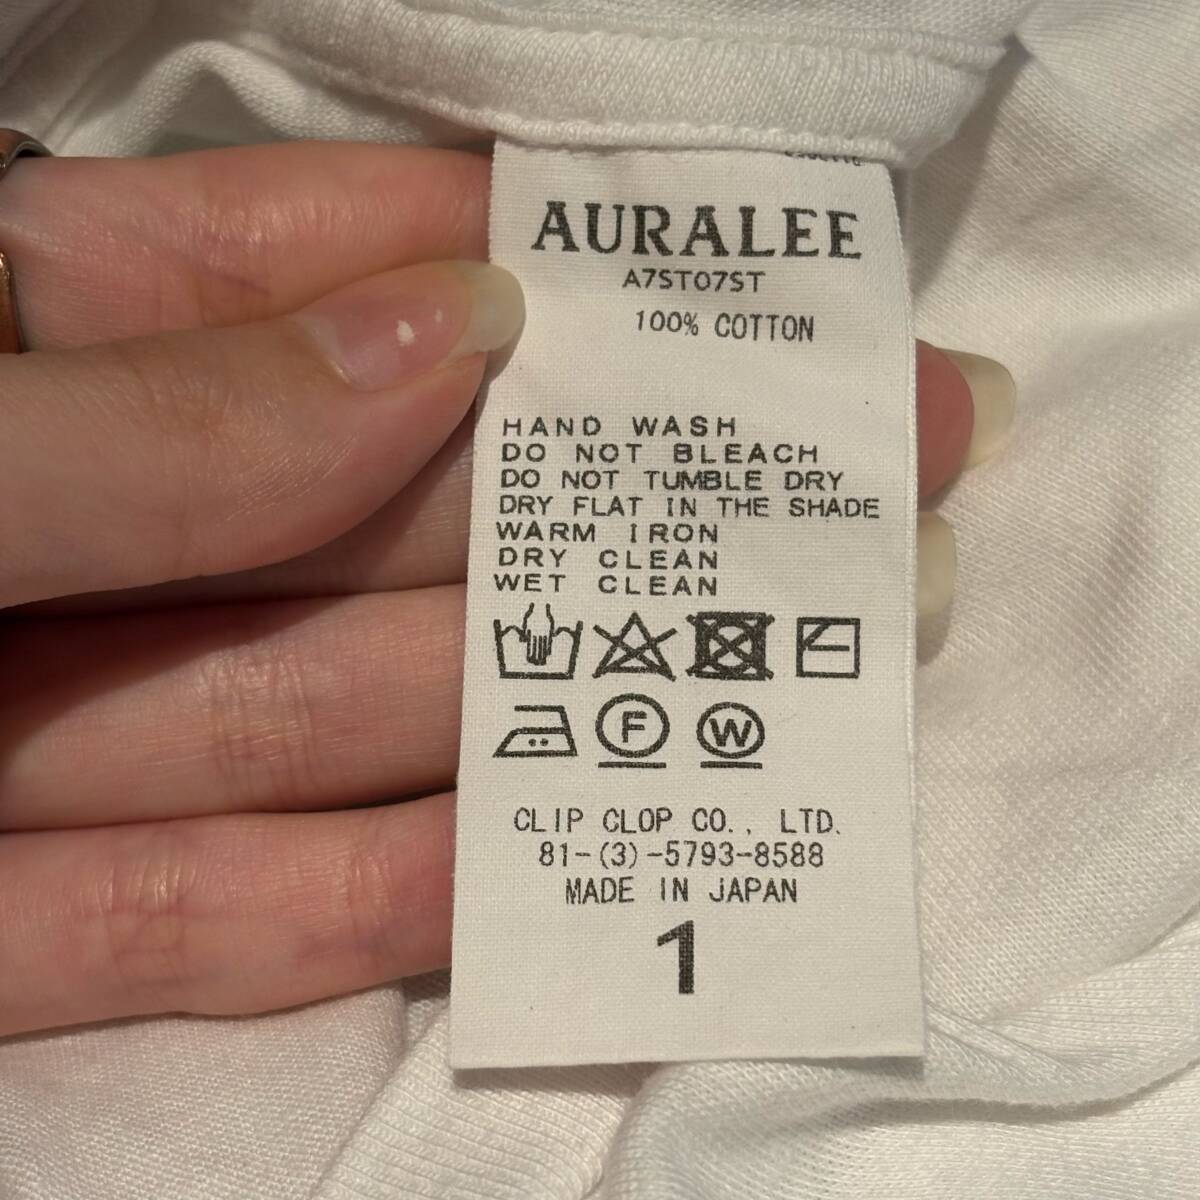 AURALEE
A7ST07ST
100% COTTON
HAND WASH
DO NOT BLEACH
DO NOT TUMBLE DRY
DRY FLAT IN THE SHADE
WARM IRON
DRY CLEAN
WET CLEAN
F
W
CLIP CLOP CO., LTD.
81-(3)-5793-8588
MADE IN JAPAN
1